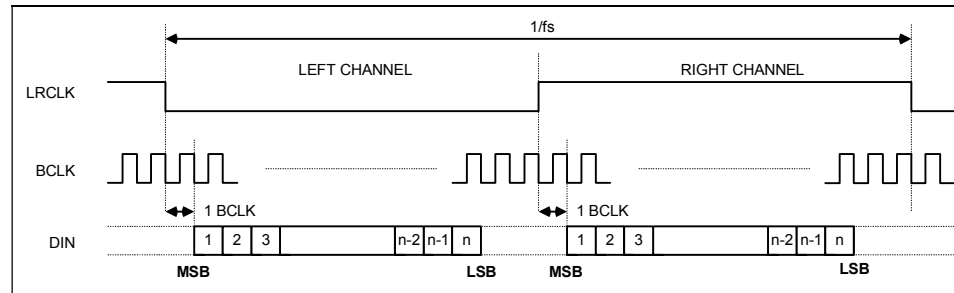 1/fs
LEFT CHANNEL RIGHT CHANNEL
LRCLK
BCLK
1 BCLK 1 BCLK
DIN 1 2 3 n-2 n-1 n 1 2 3 n-2 n-1 n
MSB LSB MSB LSB